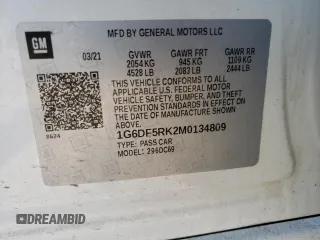 GM
MFD BY GENERAL MOTORS LLC
03/21 GVWR GAWR FRT GAWR RR
2054 KG 945 KG 1109 KG
4528 LB 2083 LB 2444 LB
THIS VEHICLE CONFORMS TO ALL APPLICABLE
U.S. FEDERAL MOTOR
VEHICLE SAFETY, BUMPER, AND THEFT
PREVENTION STANDARDS IN EFFECT ON THE DATE
OF MANUFACTURE SHOWN ABOVE.
8624
1G6DF5RK2M0134809
TYPE: PASS CAR
MODEL: 296DC69
DREAMBID